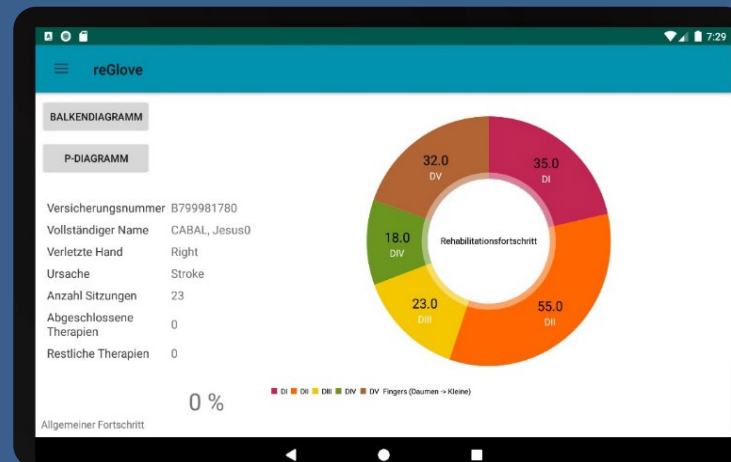 7:29
reGlove
BALKENDIAGRAMM
P-DIAGRAMM
Versicherungsnummer B799981780
Vollständiger Name CABAL, Jesus0
Verletzte Hand Right
Ursache Stroke
Anzahl Sitzungen 23
Abgeschlossene
Therapien 0
Restliche Therapien 0
0 %
Allgemeiner Fortschritt
32.0
DV
35.0
DI
18.0
DIV
Rehabilitationsfortschritt
23.0
DIII
55.0
DII
DI DII DIII DIV DV Fingers (Daumen -> Kleine)